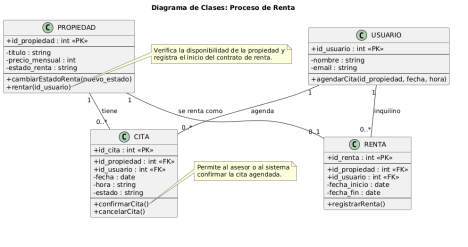 Diagrama de Clases: Proceso de Renta
C PROPIEDAD
+id_propiedad : int «PK»
-titulo : string
-precio_mensual : int
-estado_renta : string
+cambiarEstadoRenta(nuevo_estado)
+rentar(id_usuario)
Verifica la disponibilidad de la propiedad y
registra el inicio del contrato de renta.
C USUARIO
+id_usuario : int «PK»
-nombre : string
-email : string
+agendarCita(id_propiedad, fecha, hora)
1
1
1
1
tiene
se renta como
agenda
inquilino
0..*
0..*
0..1
0..*
C CITA
+id_cita : int «PK»
+id_propiedad : int «FK»
+id_usuario : int «FK»
-fecha : date
-hora : string
-estado : string
+confirmarCita()
+cancelarCita()
Permite al asesor o al sistema
confirmar la cita agendada.
C RENTA
+id_renta : int «PK»
+id_propiedad : int «FK»
+id_usuario : int «FK»
-fecha_inicio : date
-fecha_fin : date
+registrarRenta()